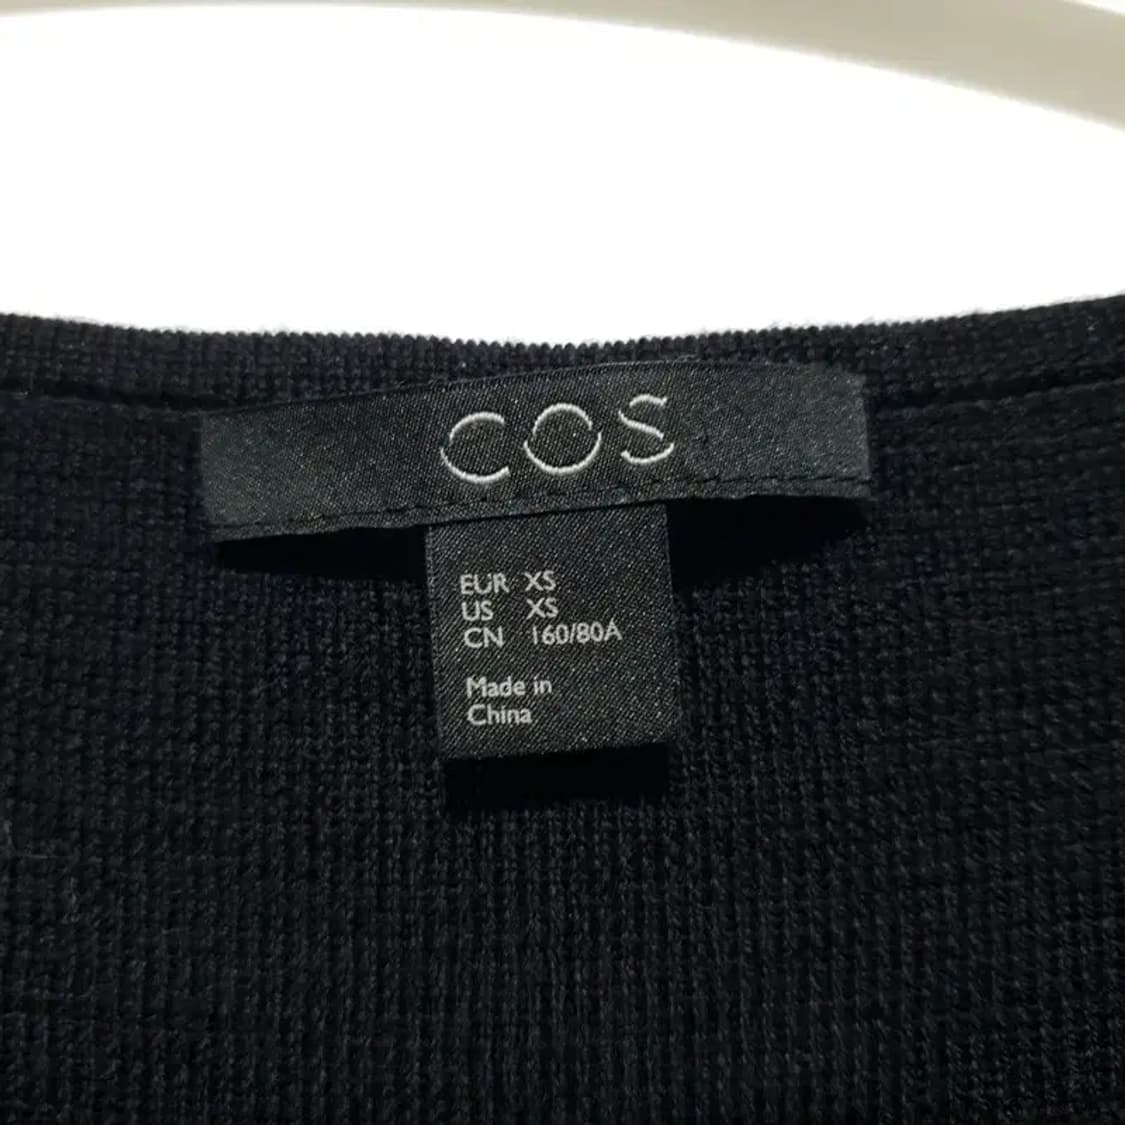 COS
EUR XS
US XS
CN 160/80A
Made in
China